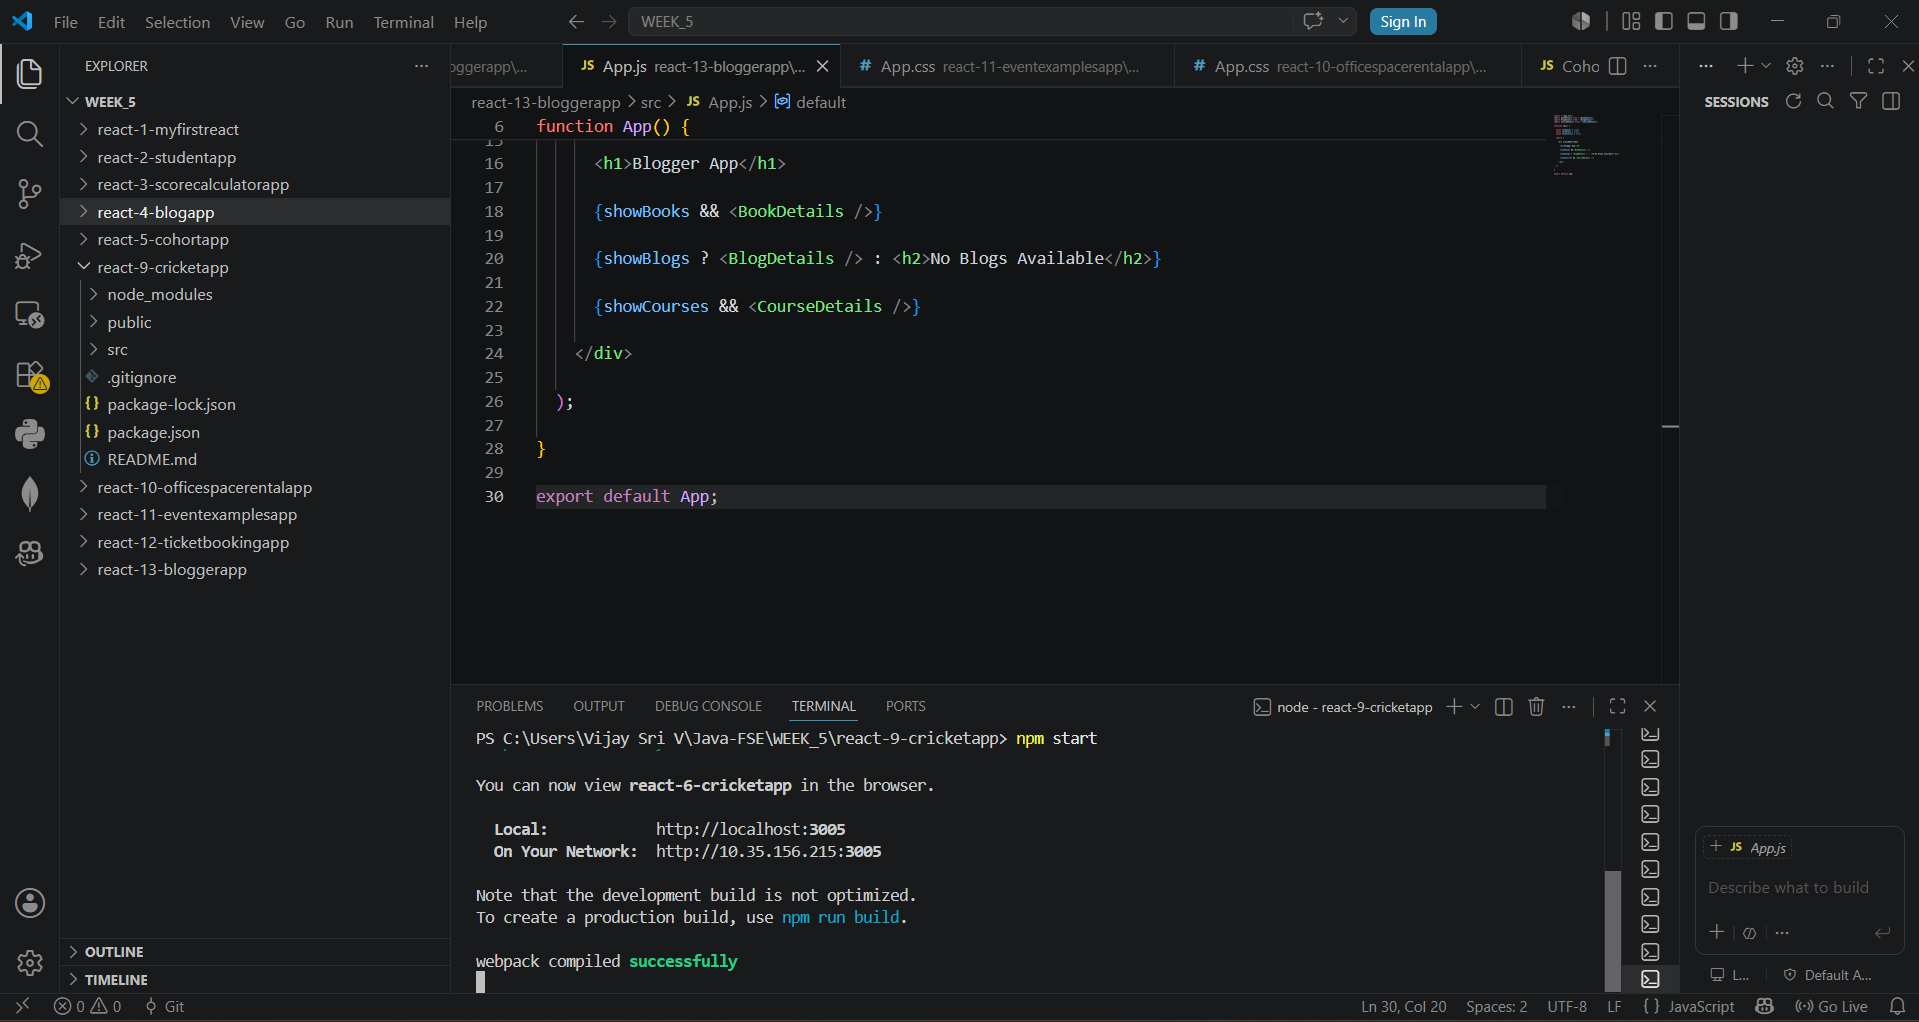 File Edit Selection View Go Run Terminal Help
WEEK_5
Sign In
EXPLORER
WEEK_5
react-1-myfirstreact
react-2-studentapp
react-3-scorecalculatorapp
react-4-blogapp
react-5-cohortapp
react-9-cricketapp
node_modules
public
src
.gitignore
package-lock.json
package.json
README.md
react-10-officespacerentalapp
react-11-eventexamplesapp
react-12-ticketbookingapp
react-13-bloggerapp
OUTLINE
TIMELINE
oggerapp\...
JS App.js react-13-bloggerapp\...
# App.css react-11-eventexamplesapp\...
# App.css react-10-officespacerentalapp\...
JS Coho
react-13-bloggerapp > src > JS App.js > default
6 function App() {
15
16 <h1>Blogger App</h1>
17
18 {showBooks && <BookDetails />}
19
20 {showBlogs ? <BlogDetails /> : <h2>No Blogs Available</h2>}
21
22 {showCourses && <CourseDetails />}
23
24 </div>
25
26 );
27
28 }
29
30 export default App;
PROBLEMS OUTPUT DEBUG CONSOLE TERMINAL PORTS
node - react-9-cricketapp
PS C:\Users\Vijay Sri V\Java-FSE\WEEK_5\react-9-cricketapp> npm start
You can now view react-6-cricketapp in the browser.
Local: http://localhost:3005
On Your Network: http://10.35.156.215:3005
Note that the development build is not optimized.
To create a production build, use npm run build.
webpack compiled successfully
SESSIONS
JS App.js
Describe what to build
L...
Default A...
0 0 Git
Ln 30, Col 20 Spaces: 2 UTF-8 LF {} JavaScript Go Live